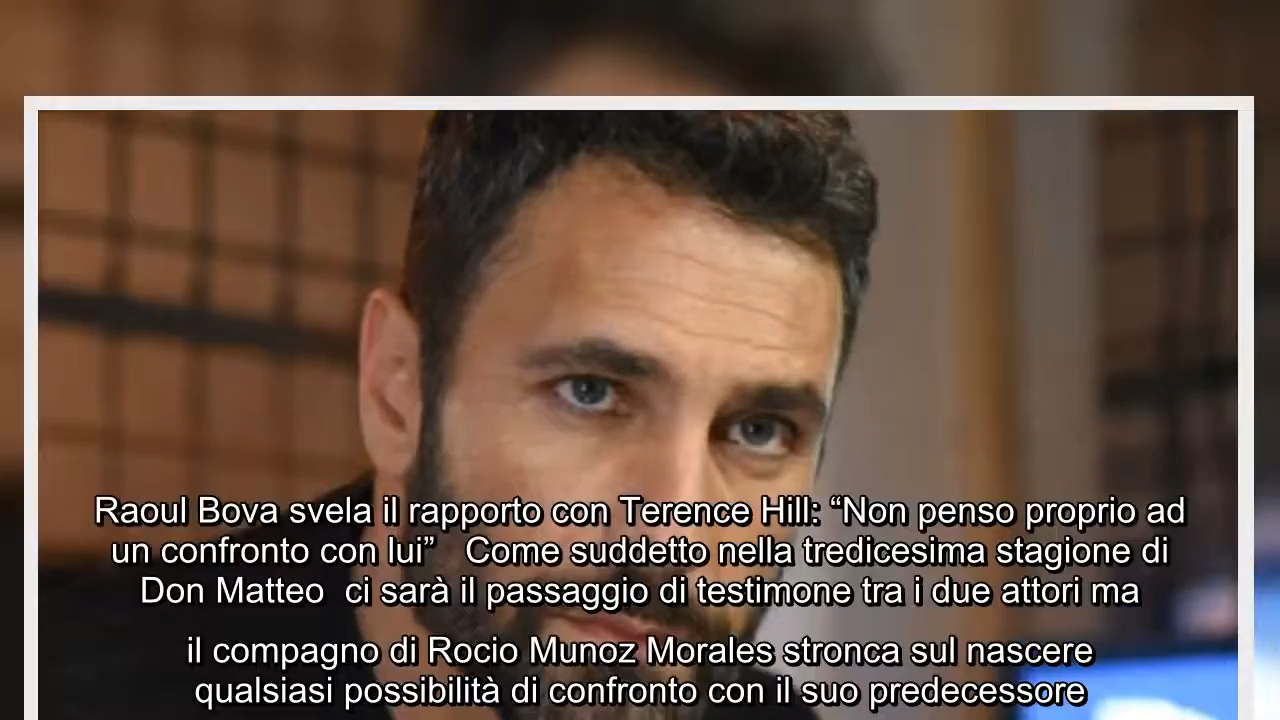 Raoul Bova svela il rapporto con Terence Hill: “Non penso proprio ad
un confronto con lui”   Come suddetto nella tredicesima stagione di
Don Matteo  ci sarà il passaggio di testimone tra i due attori ma
il compagno di Rocio Munoz Morales stronca sul nascere
qualsiasi possibilità di confronto con il suo predecessore